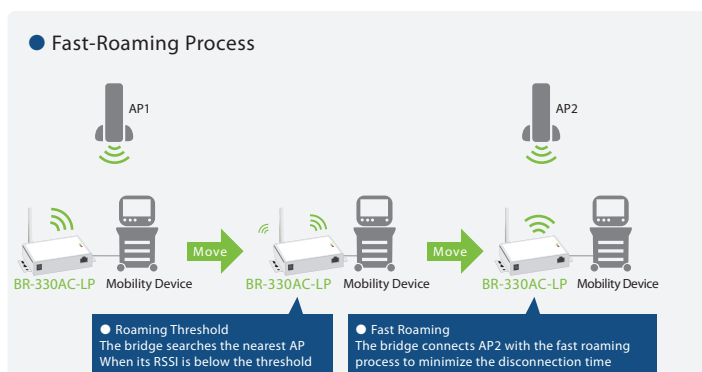 ● Fast-Roaming Process
AP1
AP2
Move
Move
BR-330AC-LP Mobility Device
BR-330AC-LP Mobility Device
BR-330AC-LP Mobility Device
● Roaming Threshold
The bridge searches the nearest AP
When its RSSI is below the threshold
● Fast Roaming
The bridge connects AP2 with the fast roaming
process to minimize the disconnection time